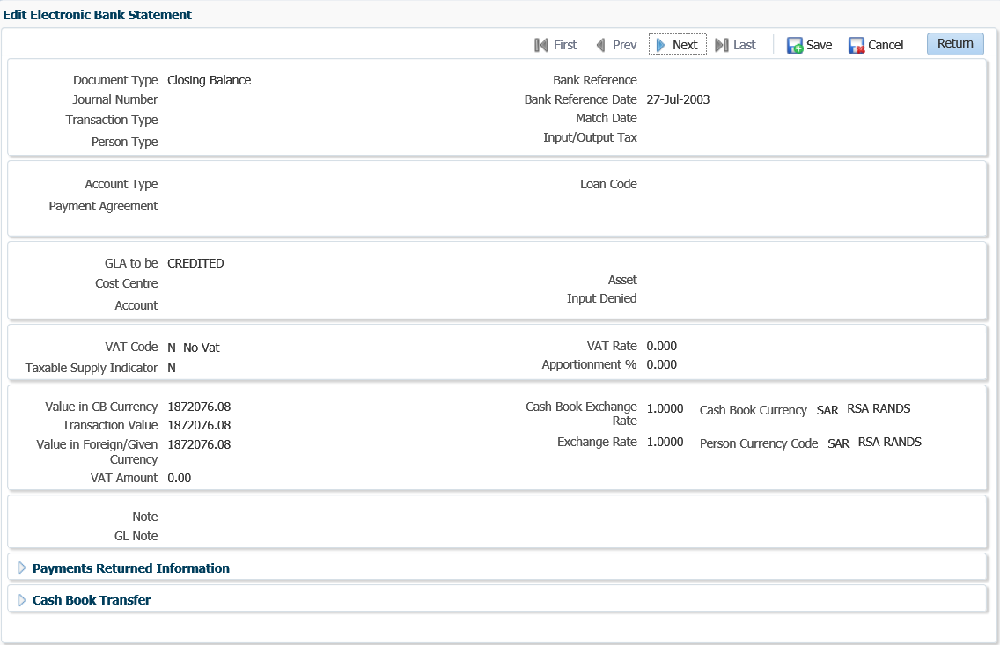 Edit Electronic Bank Statement
First Prev Next Last Save Cancel Return
Document Type Closing Balance Bank Reference
Journal Number Bank Reference Date 27-Jul-2003
Transaction Type Match Date
Person Type Input/Output Tax
Account Type Loan Code
Payment Agreement
GLA to be CREDITED
Cost Centre Asset
Account Input Denied
VAT Code N No Vat VAT Rate 0.000
Taxable Supply Indicator N Apportionment % 0.000
Value in CB Currency 1872076.08 Cash Book Exchange 1.0000 Cash Book Currency SAR RSA RANDS
Rate
Transaction Value 1872076.08
Value in Foreign/Given 1872076.08 Exchange Rate 1.0000 Person Currency Code SAR RSA RANDS
Currency
VAT Amount 0.00
Note
GL Note
Payments Returned Information
Cash Book Transfer